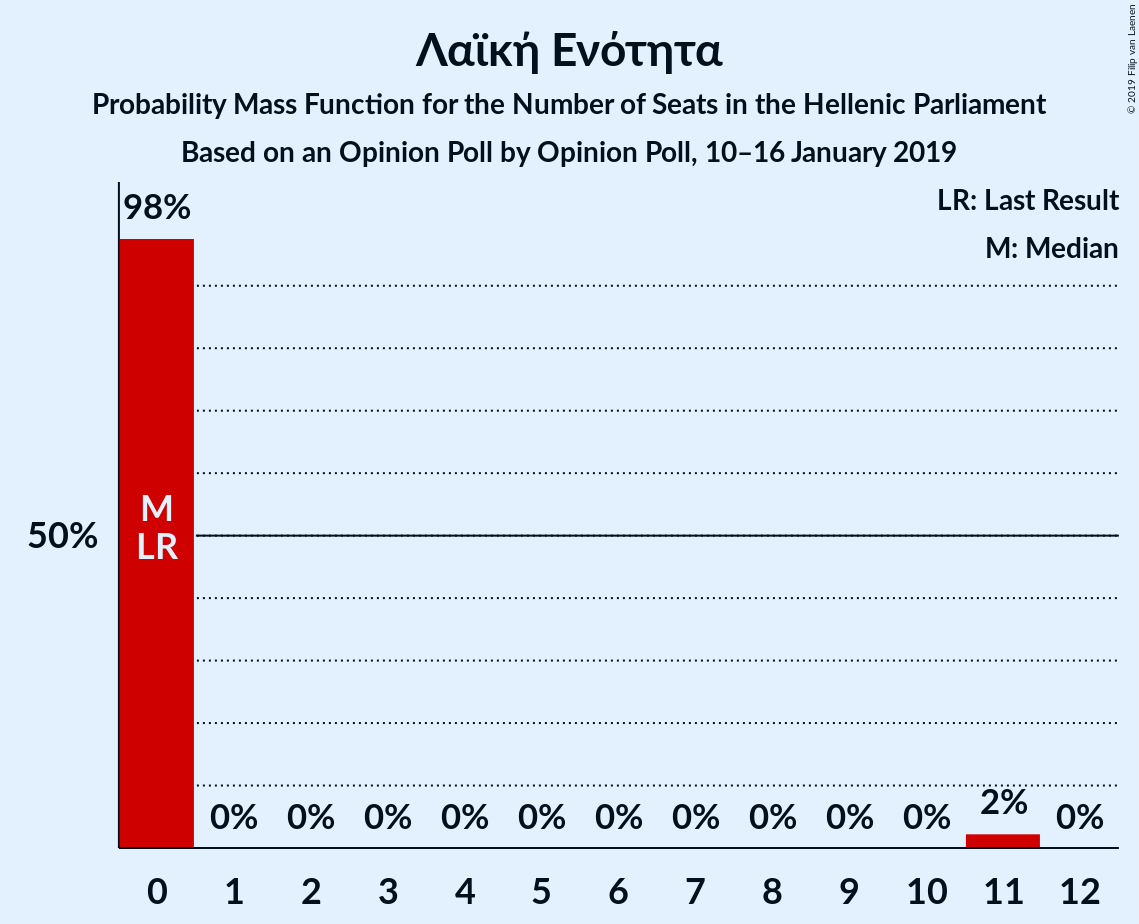 Λαϊκή Ενότητα
Probability Mass Function for the Number of Seats in the Hellenic Parliament
Based on an Opinion Poll by Opinion Poll, 10–16 January 2019
© 2019 Filip van Laenen
LR: Last Result
M: Median
98%
M
LR
50%
0% 0% 0% 0% 0% 0% 0% 0% 0% 0% 2% 0%
0 1 2 3 4 5 6 7 8 9 10 11 12